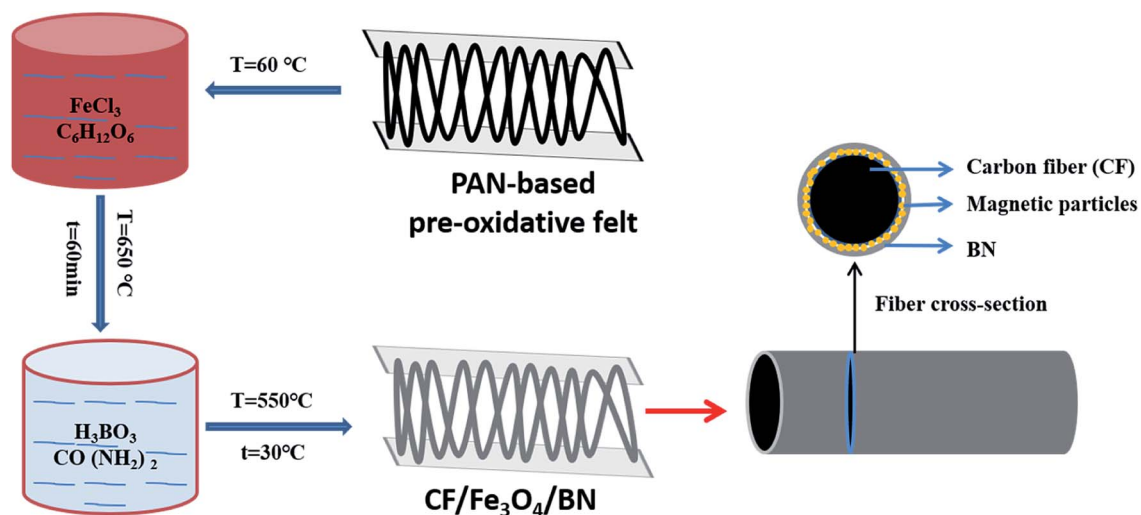 T=60 ℃
FeCl₃
C₆H₁₂O₆
PAN-based
pre-oxidative felt
T=650 ℃
t=60min
H₃BO₃
CO (NH₂) ₂
T=550℃
t=30℃
CF/Fe₃O₄/BN
Carbon fiber (CF)
Magnetic particles
BN
Fiber cross-section